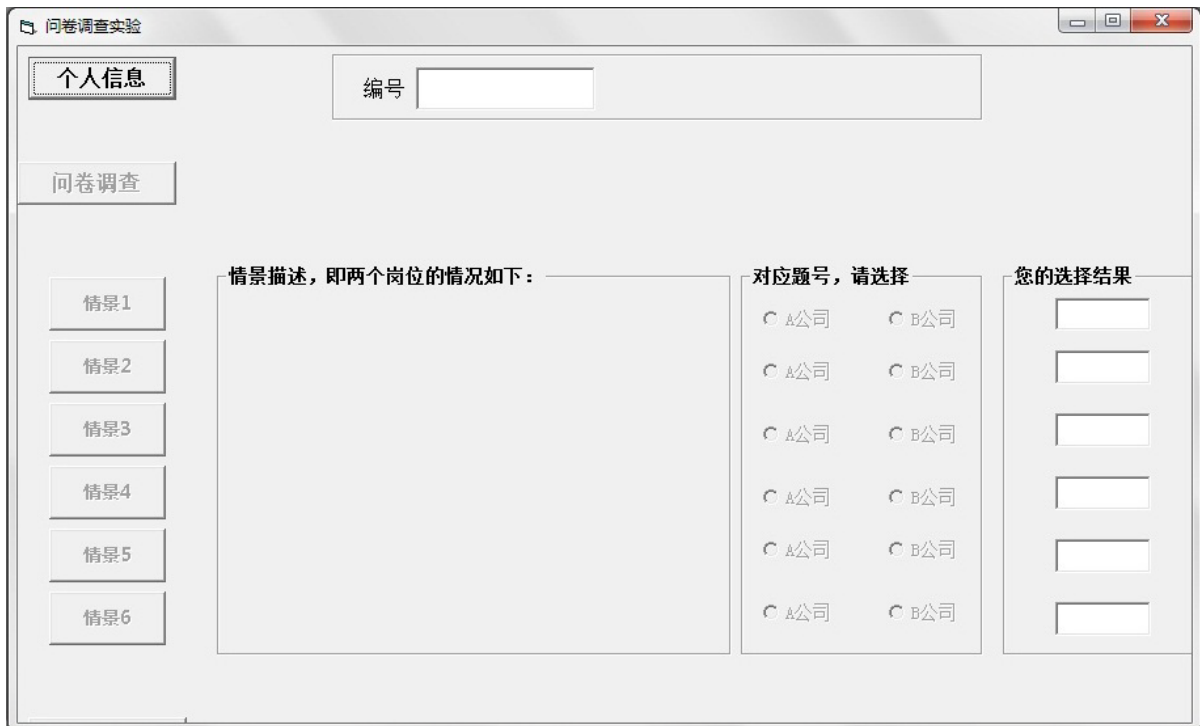 问卷调查实验
个人信息
编号
问卷调查
情景描述，即两个岗位的情况如下：
对应题号，请选择
您的选择结果
情景1
A公司 B公司
情景2
A公司 B公司
情景3
A公司 B公司
情景4
A公司 B公司
情景5
A公司 B公司
情景6
A公司 B公司